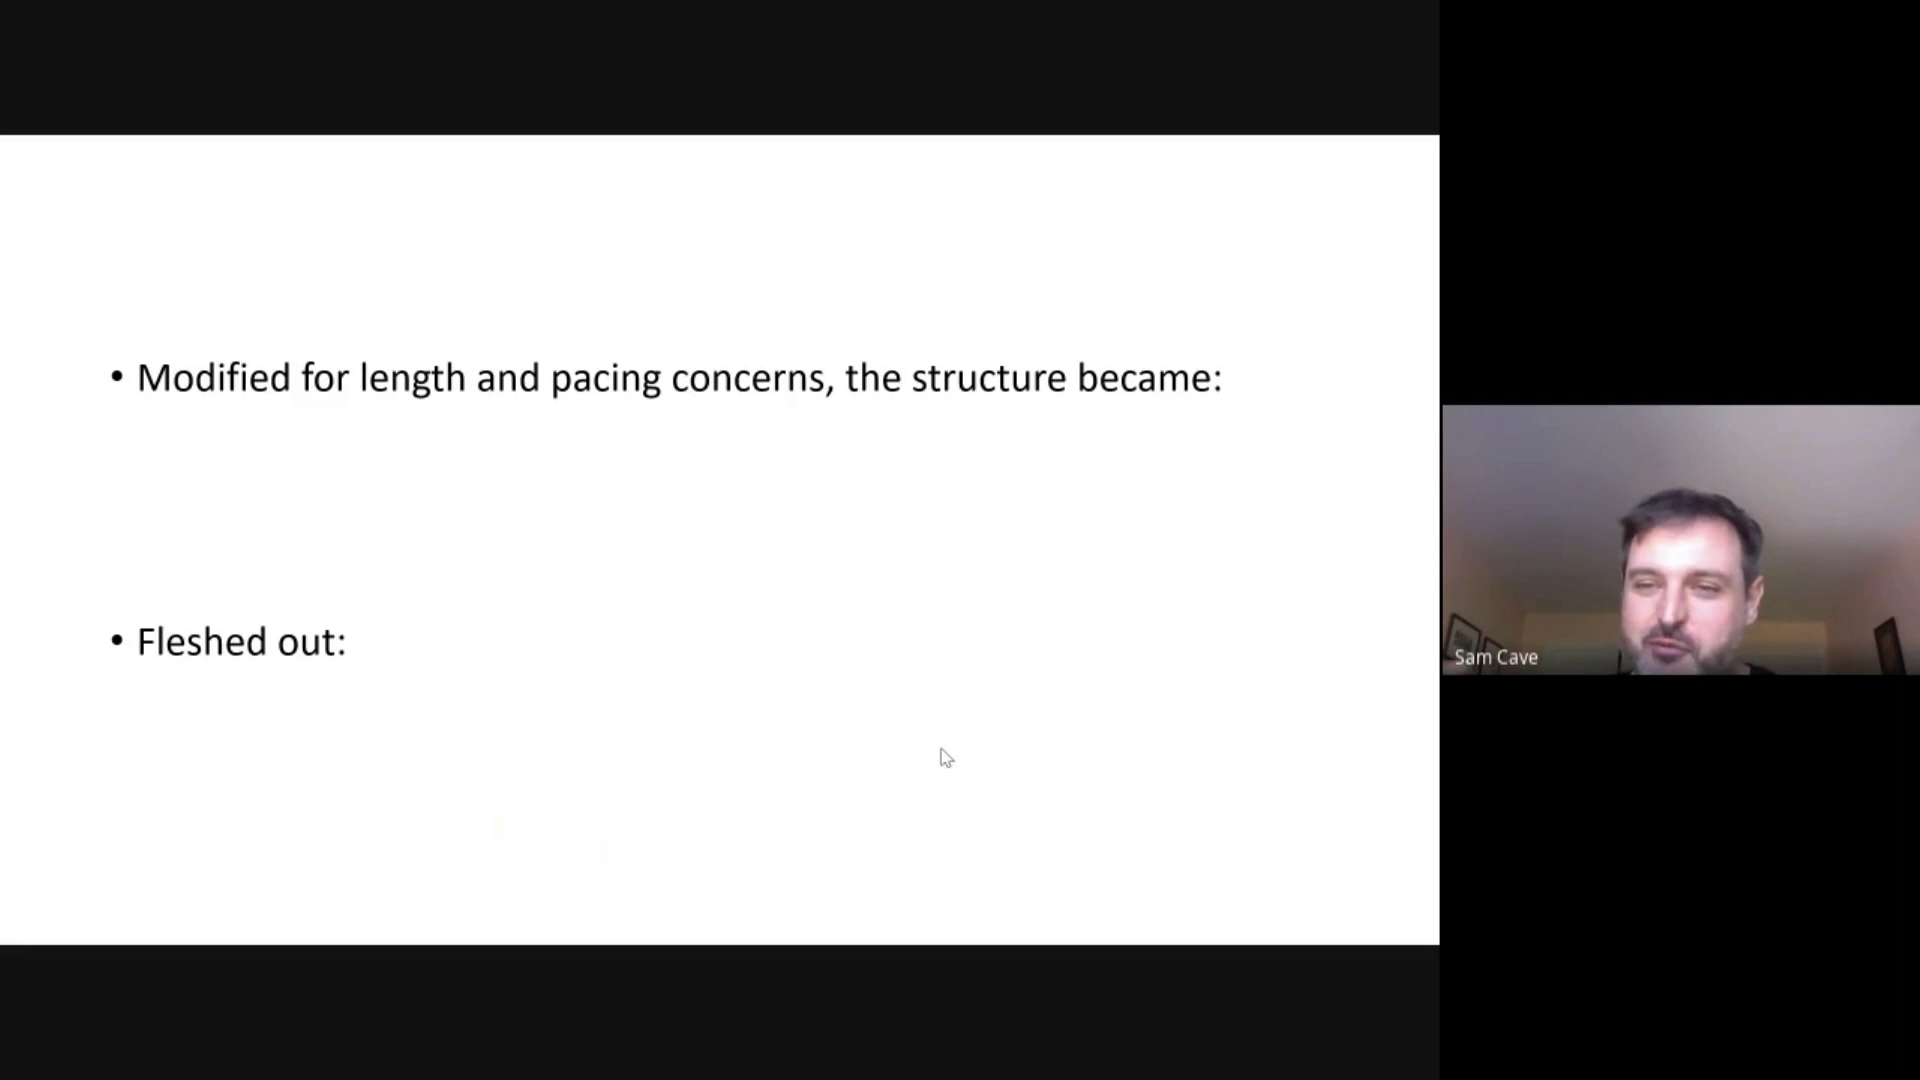 • Modified for length and pacing concerns, the structure became:
• Fleshed out:
Sam Cave